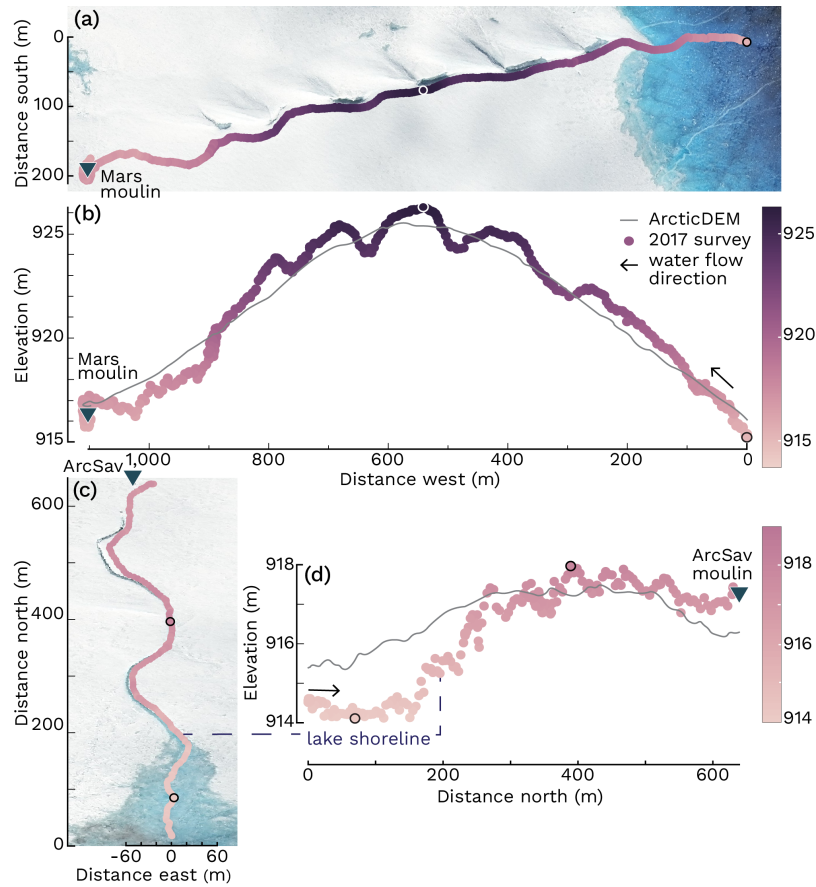 (a)
Distance south (m)
0
100
200
Mars
moulin
(b)
Elevation (m)
925
920
915
ArcticDEM
2017 survey
water flow
direction
Mars
moulin
925
920
915
1,000
800
600
400
200
0
Distance west (m)
ArcSav
(c)
Distance north (m)
600
400
200
0
-60
0
60
Distance east (m)
(d)
Elevation (m)
918
916
914
ArcSav
moulin
lake shoreline
0
200
400
600
Distance north (m)
918
916
914